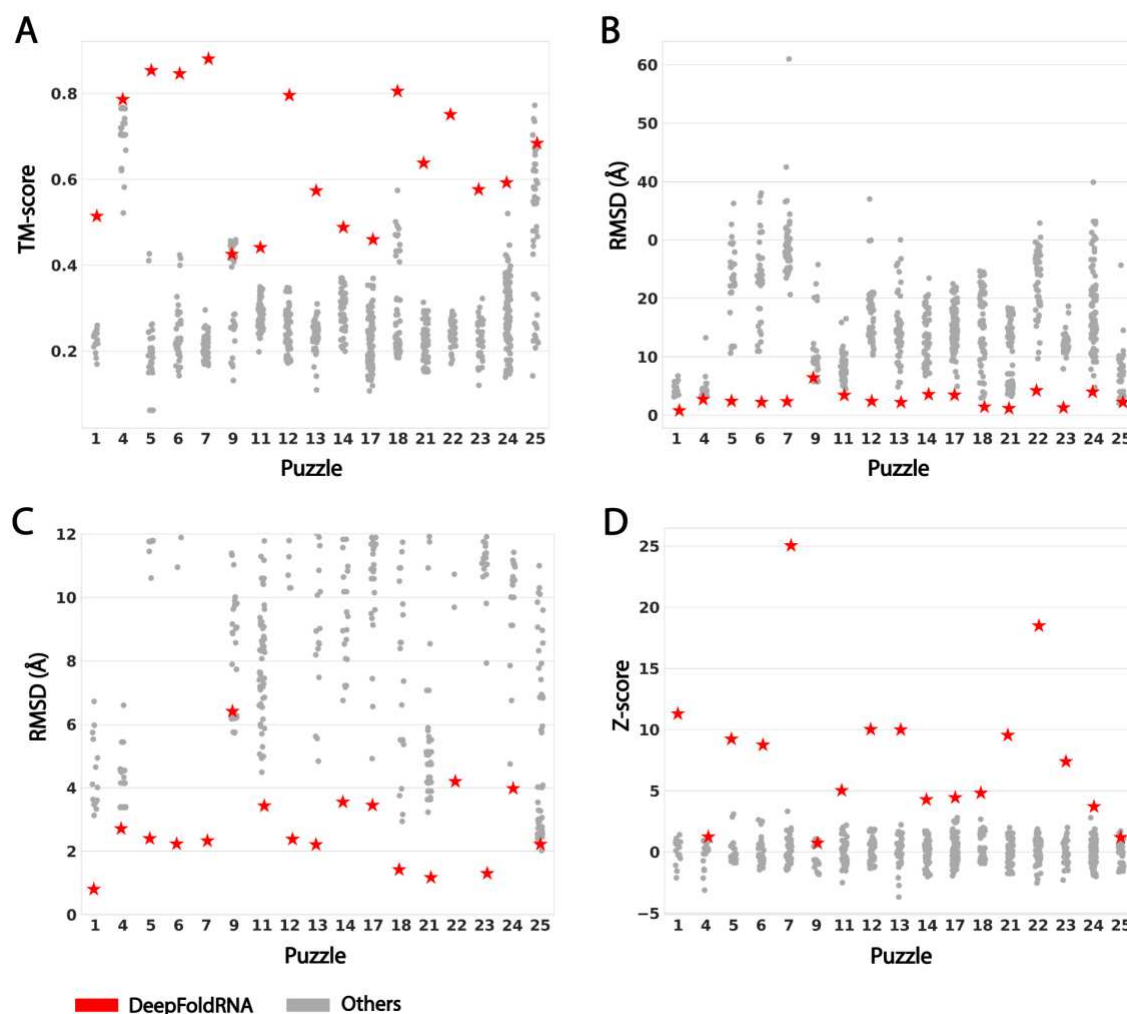 A
TM-score
0.8
0.6
0.4
0.2
1 4 5 6 7 9 11 12 13 14 17 18 21 22 23 24 25
Puzzle
B
RMSD (Å)
60
40
0
20
10
0
1 4 5 6 7 9 11 12 13 14 17 18 21 22 23 24 25
Puzzle
C
RMSD (Å)
12
10
8
6
4
2
0
1 4 5 6 7 9 11 12 13 14 17 18 21 22 23 24 25
Puzzle
D
Z-score
25
20
15
10
5
0
−5
1 4 5 6 7 9 11 12 13 14 17 18 21 22 23 24 25
Puzzle
DeepFoldRNA Others